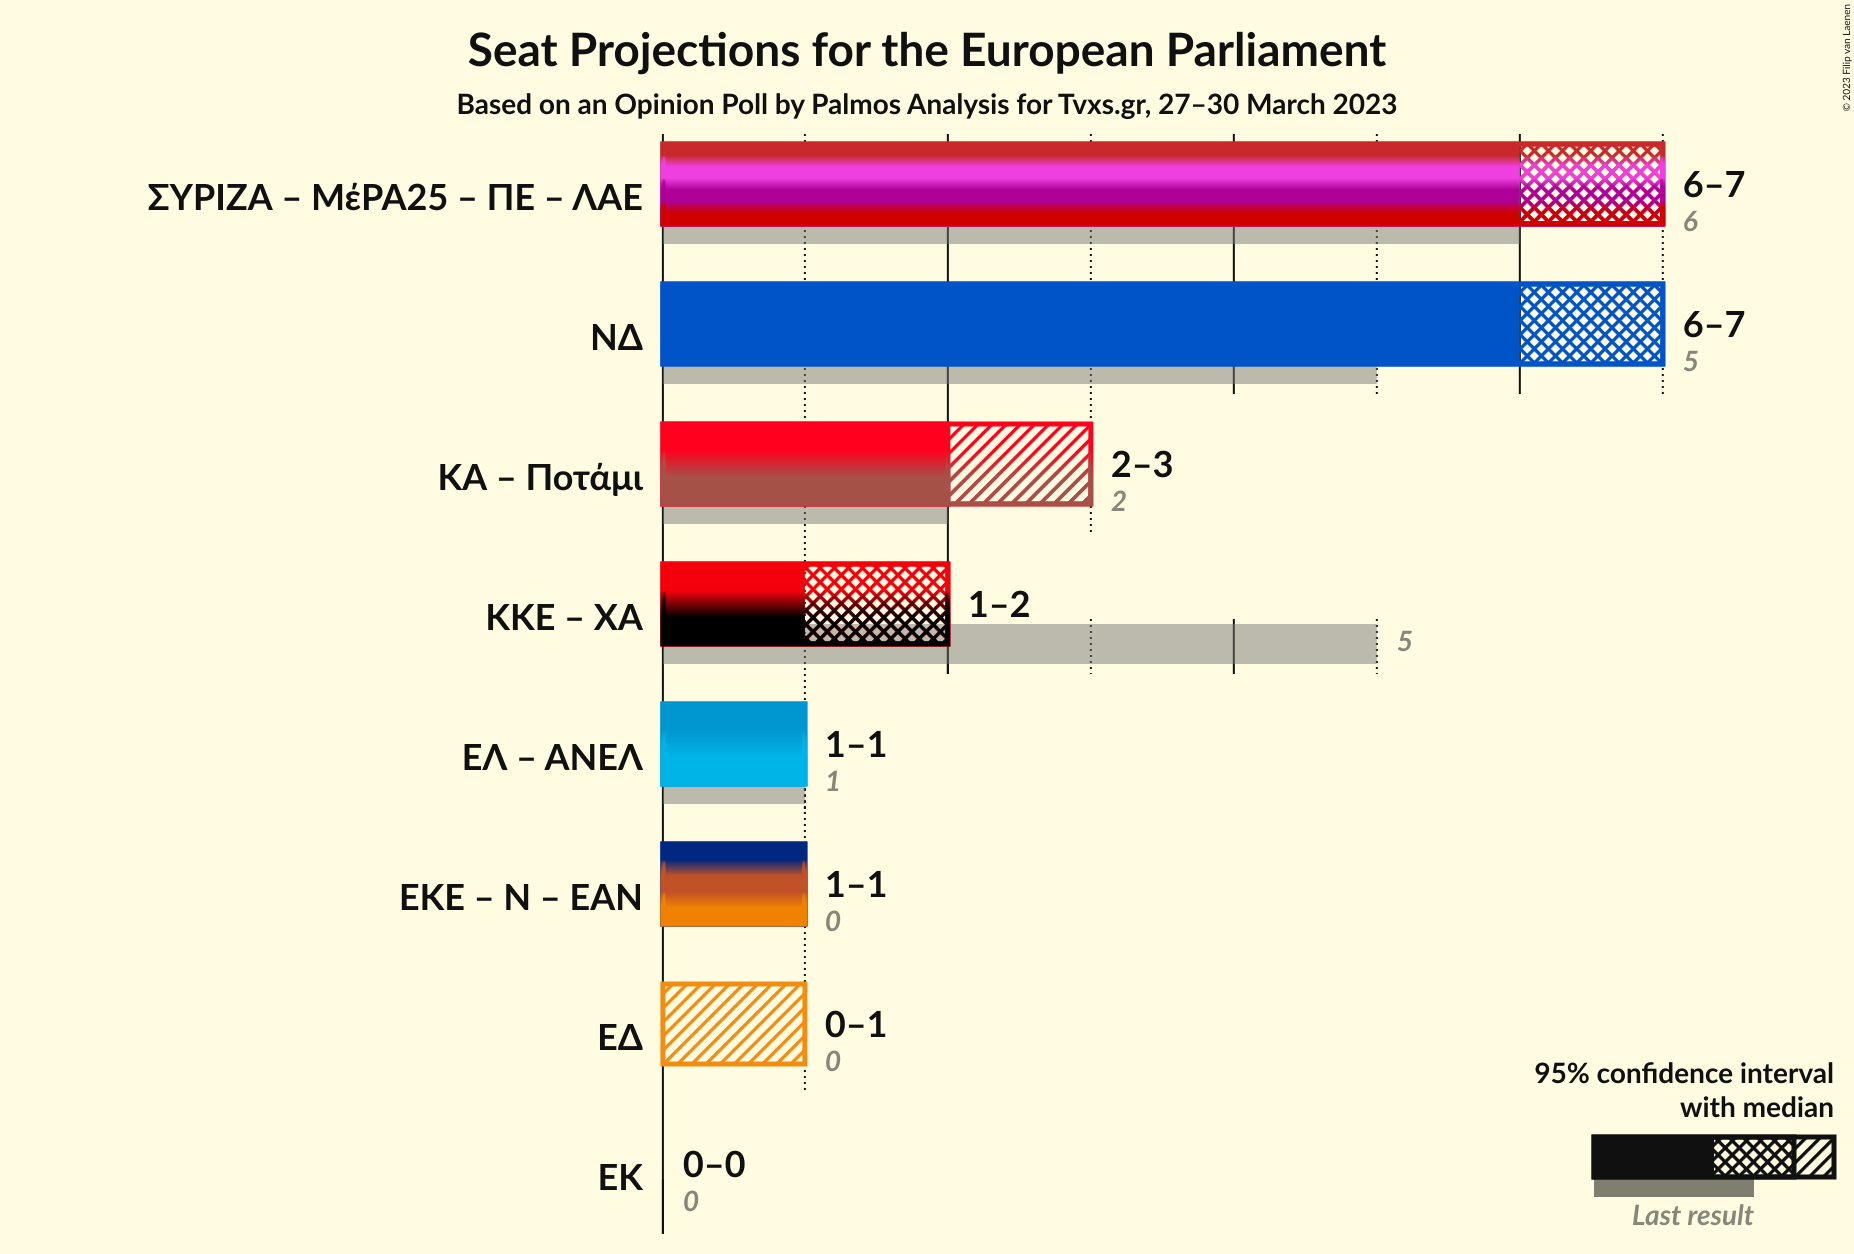 Seat Projections for the European Parliament
Based on an Opinion Poll by Palmos Analysis for Tvxs.gr, 27–30 March 2023
© 2023 Filip van Laenen
ΣΥΡΙΖΑ – ΜέΡΑ25 – ΠΕ – ΛΑΕ
6–7
6
ΝΔ
6–7
5
ΚΑ – Ποτάμι
2–3
2
ΚΚΕ – ΧΑ
1–2
5
ΕΛ – ΑΝΕΛ
1–1
1
ΕΚΕ – Ν – ΕΑΝ
1–1
0
ΕΔ
0–1
0
ΕΚ
0–0
0
95% confidence interval
with median
Last result